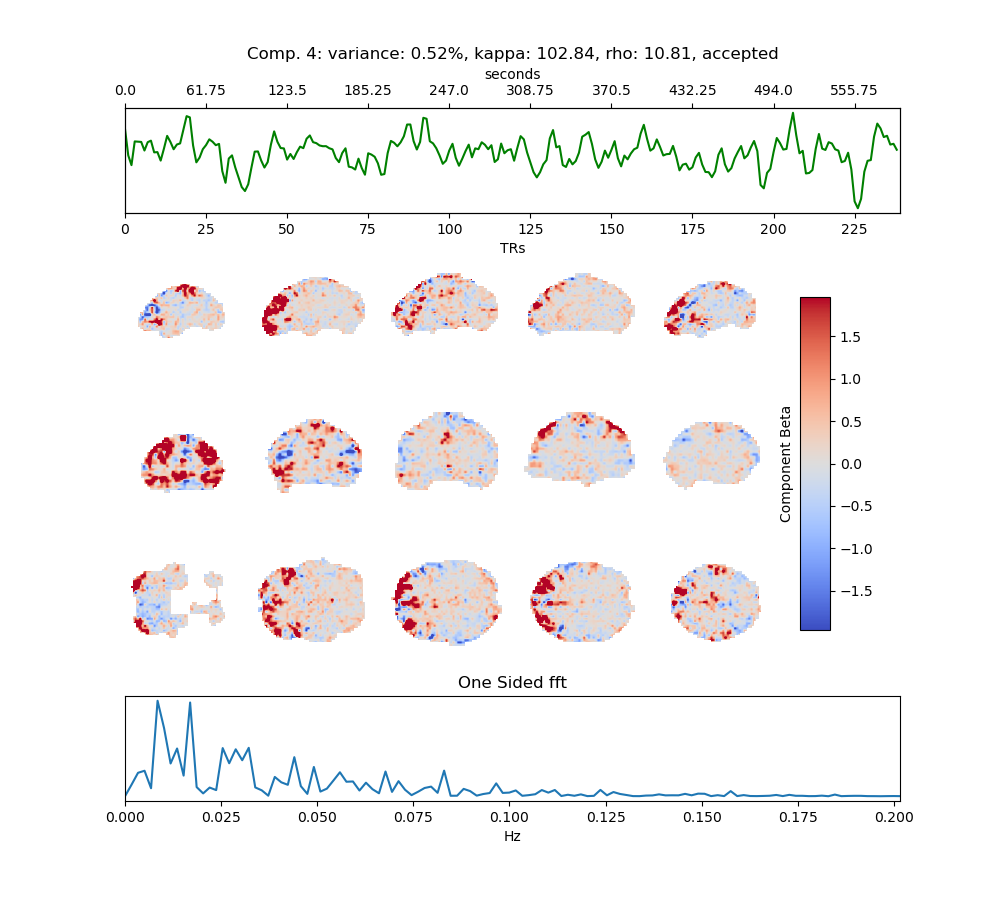 Comp. 4: variance: 0.52%, kappa: 102.84, rho: 10.81, accepted
seconds
0.0 61.75 123.5 185.25 247.0 308.75 370.5 432.25 494.0 555.75
0 25 50 75 100 125 150 175 200 225
TRs
Component Beta
1.5
1.0
0.5
0.0
−0.5
−1.0
−1.5
One Sided fft
0.000 0.025 0.050 0.075 0.100 0.125 0.150 0.175 0.200
Hz